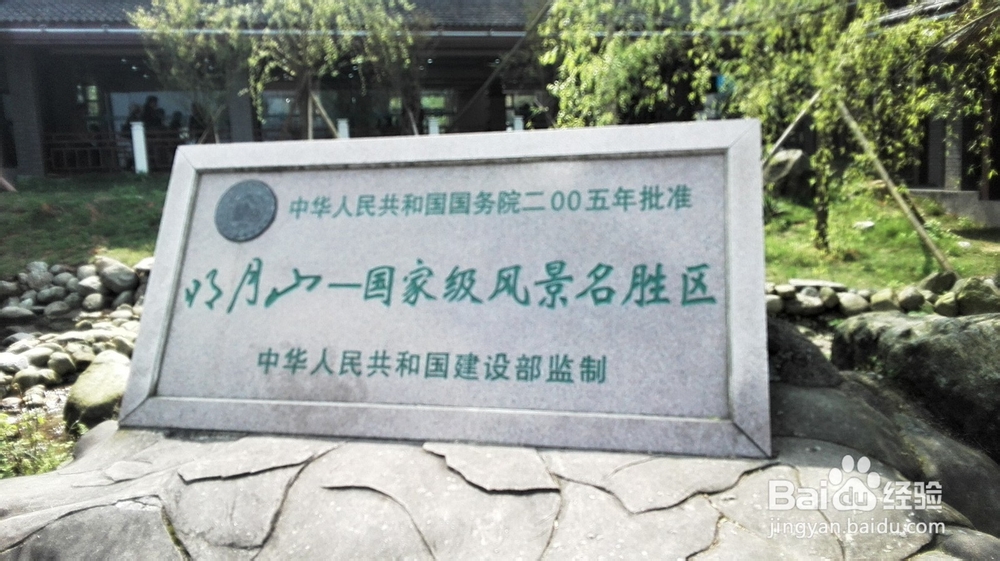 中华人民共和国国务院二00五年批准
明月山—国家级风景名胜区
中华人民共和国建设部监制
Baidu经验
jingyan.baidu.com